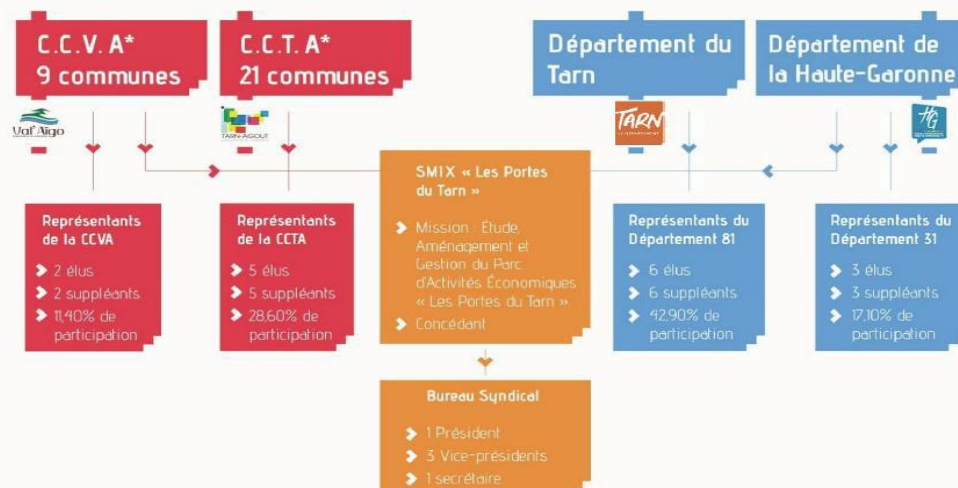 C.C.V. A*
9 communes
C.C.T. A*
21 communes
Département du
Tarn
Département de
la Haute-Garonne
Val'Aïgo
TARN-AGOUT
TARN
HG
SMIX « Les Portes
du Tarn »
Mission : Étude,
Aménagement et
Gestion du Parc
d'Activités Économiques
« Les Portes du Tarn »
Concédant
Représentants
de la CCVA
2 élus
2 suppléants
11,40% de
participation
Représentants
de la CCTA
5 élus
5 suppléants
28,60% de
participation
Représentants du
Département 81
6 élus
6 suppléants
42,90% de
participation
Représentants du
Département 31
3 élus
3 suppléants
17,10% de
participation
Bureau Syndical
1 Président
3 Vice-présidents
1 secrétaire